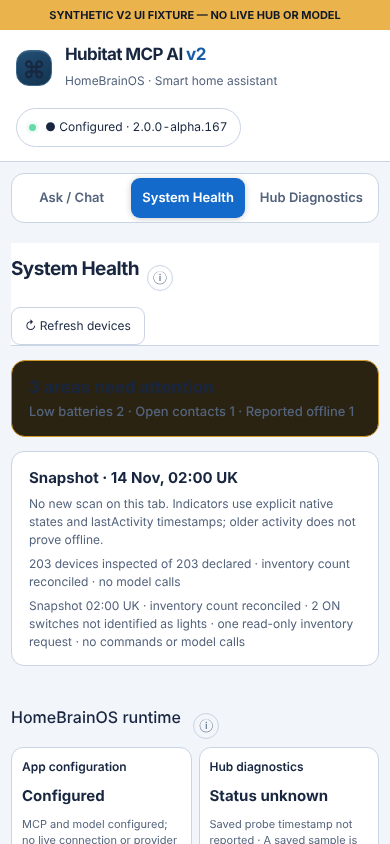 SYNTHETIC V2 UI FIXTURE — NO LIVE HUB OR MODEL
Hubitat MCP AI v2
HomeBrainOS · Smart home assistant
Configured · 2.0.0-alpha.167
Ask / Chat
System Health
Hub Diagnostics
System Health
Refresh devices
areas need attention
Low batteries 2 · Open contacts 1 · Reported offline 1
Snapshot · 14 Nov, 02:00 UK
No new scan on this tab. Indicators use explicit native
states and lastActivity timestamps; older activity does not
prove offline.
203 devices inspected of 203 declared · inventory count
reconciled · no model calls
Snapshot 02:00 UK · inventory count reconciled · 2 ON
switches not identified as lights · one read-only inventory
request · no commands or model calls
HomeBrainOS runtime
App configuration
Configured
MCP and model configured;
no live connection or provider
Hub diagnostics
Status unknown
Saved probe timestamp not
reported · A saved sample is